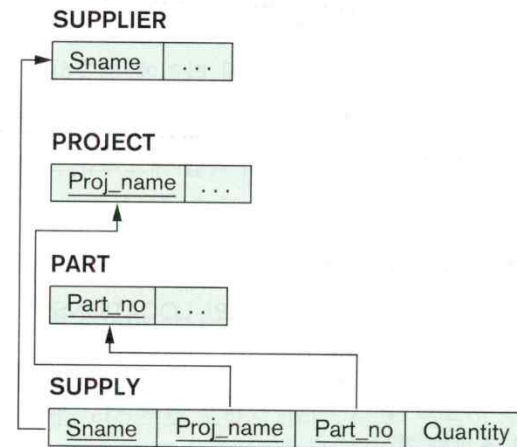 SUPPLIER
Sname ...
PROJECT
Proj_name ...
PART
Part_no ...
SUPPLY
Sname Proj_name Part_no Quantity